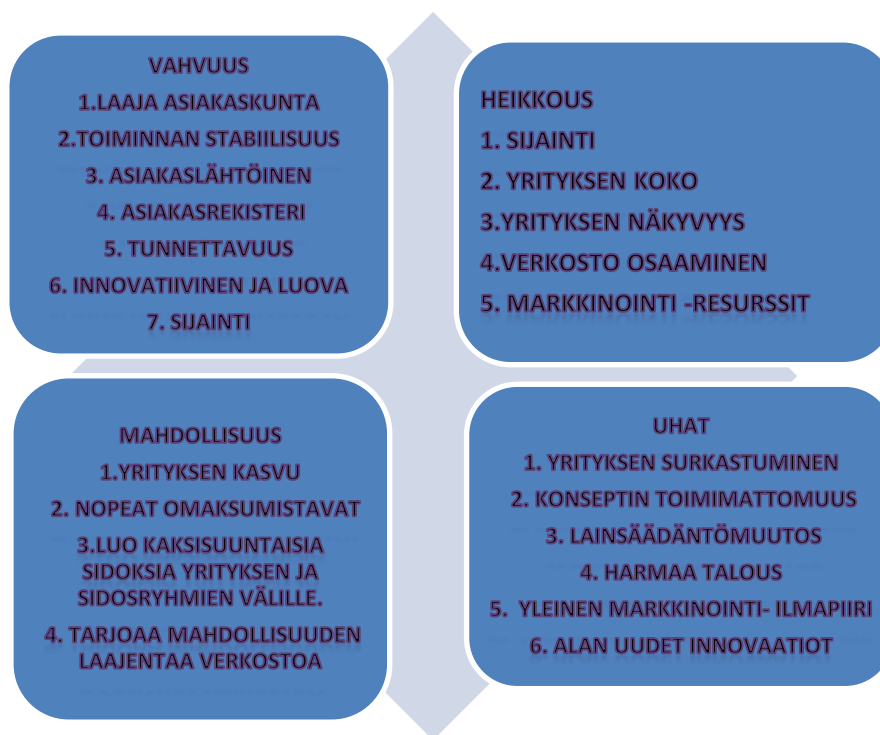 VAHVUUS
1.LAAJA ASIAKASKUNTA
2.TOIMINNAN STABIILISUUS
3. ASIAKASLÄHTÖINEN
4. ASIAKASREKISTERI
5. TUNNETTAVUUS
6. INNOVATIIVINEN JA LUOVA
7. SIJAINTI
HEIKKOUS
1. SIJAINTI
2. YRITYKSEN KOKO
3.YRITYKSEN NÄKYVYYS
4.VERKOSTO OSAAMINEN
5. MARKKINOINTI -RESURSSIT
MAHDOLLISUUS
1.YRITYKSEN KASVU
2. NOPEAT OMAKSUMISTAVAT
3.LUO KAKSISUUNTAISIA
SIDOKSIA YRITYKSEN JA
SIDOSRYHMIEN VÄLILLE.
4. TARJOAA MAHDOLLISUUDEN
LAAJENTAA VERKOSTOA
UHAT
1. YRITYKSEN SURKASTUMINEN
2. KONSEPTIN TOIMIMATTOMUUS
3. LAINSÄÄDÄNTÖMUUTOS
4. HARMAA TALOUS
5. YLEINEN MARKKINOINTI- ILMAPIIRI
6. ALAN UUDET INNOVAATIOT